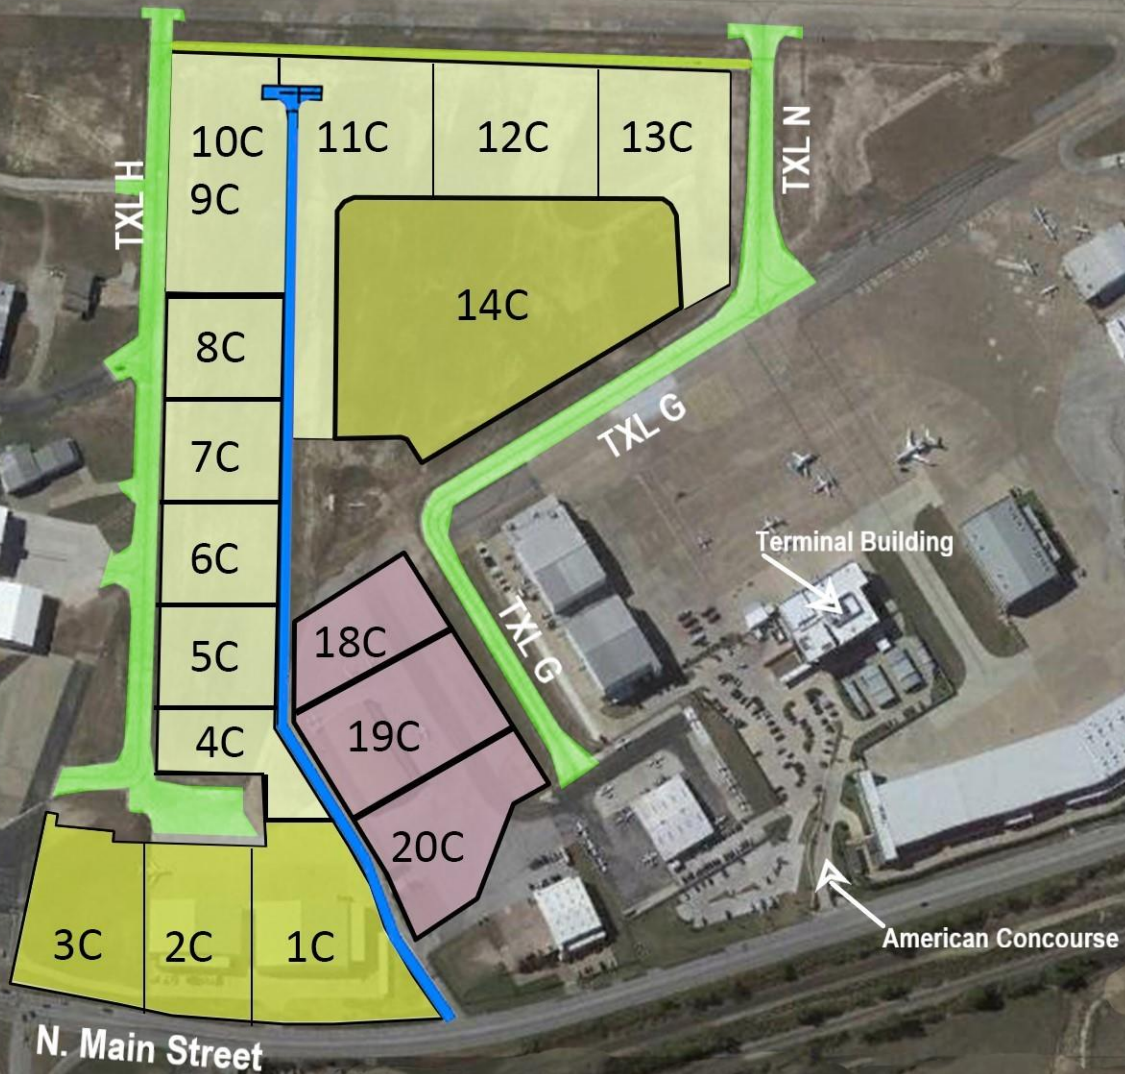 TXL H
TXL N
10C
11C
12C
13C
9C
14C
8C
7C
TXL G
6C
Terminal Building
5C
18C
TXL G
4C
19C
20C
3C
2C
1C
American Concourse
N. Main Street